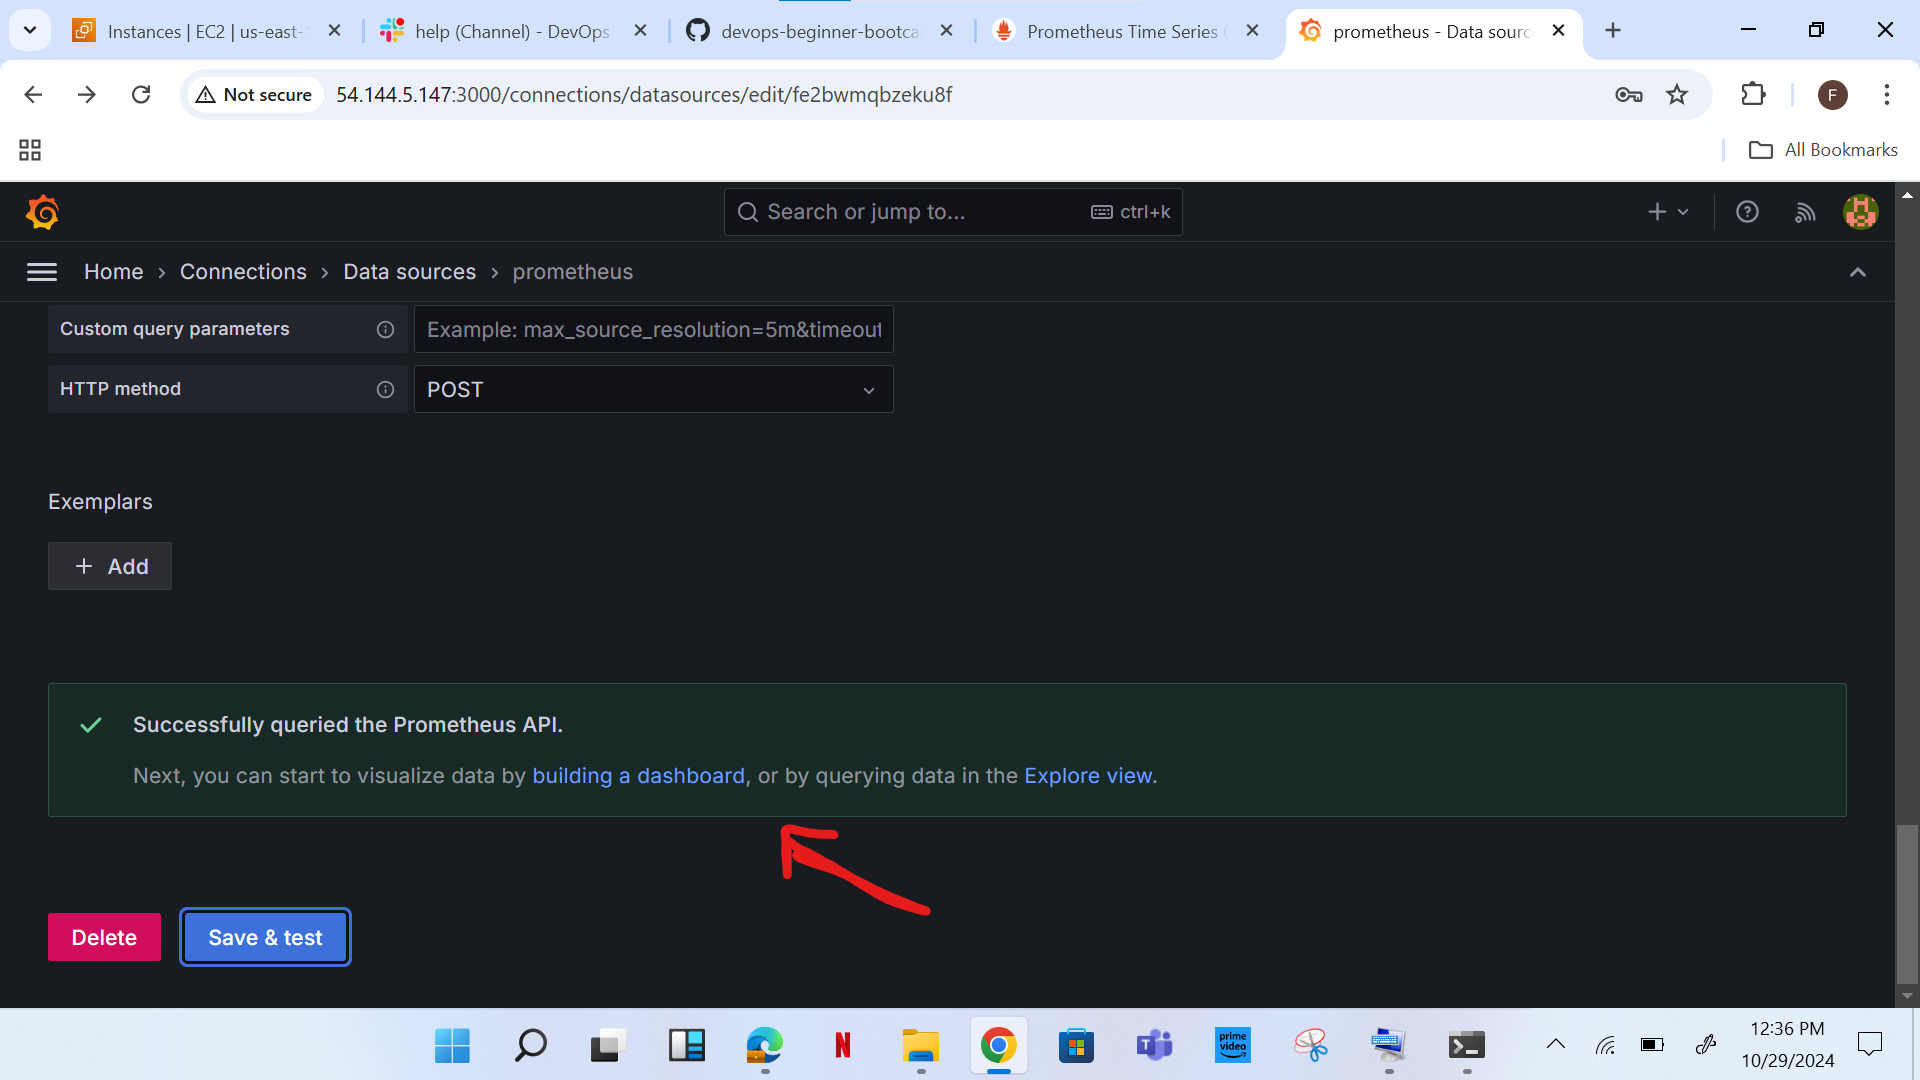 Instances | EC2 | us-east-
help (Channel) - DevOps
devops-beginner-bootca
Prometheus Time Series
prometheus - Data sourc
Not secure
54.144.5.147:3000/connections/datasources/edit/fe2bwmqbzeku8f
F
All Bookmarks
Search or jump to...
ctrl+k
Home › Connections › Data sources › prometheus
Custom query parameters
Example: max_source_resolution=5m&timeout
HTTP method
POST
Exemplars
+ Add
Successfully queried the Prometheus API.
Next, you can start to visualize data by building a dashboard, or by querying data in the Explore view.
Delete
Save & test
N
T
prime video
12:36 PM
10/29/2024